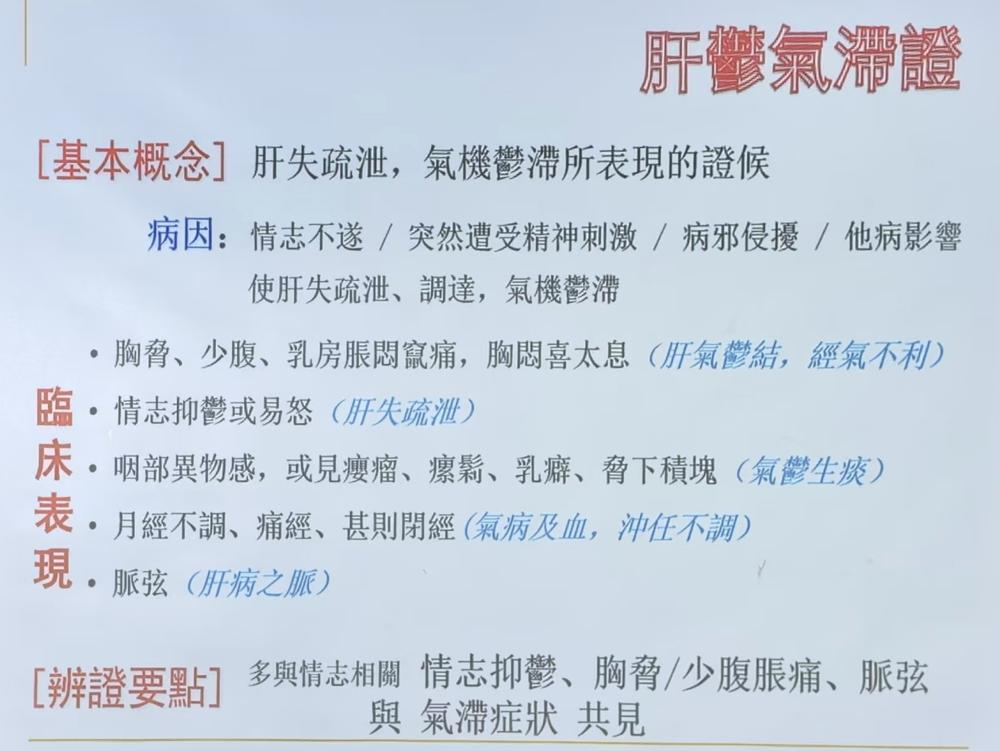 肝鬱氣滯證
[基本概念] 肝失疏泄，氣機鬱滯所表現的證候
病因：情志不遂 / 突然遭受精神刺激 / 病邪侵擾 / 他病影響
使肝失疏泄、調達，氣機鬱滯
臨床表現
• 胸脅、少腹、乳房脹悶竄痛，胸悶喜太息（肝氣鬱結，經氣不利）
• 情志抑鬱或易怒（肝失疏泄）
• 咽部異物感，或見癭瘤、瘰鬁、乳癖、脅下積塊（氣鬱生痰）
• 月經不調、痛經、甚則閉經(氣病及血，沖任不調）
• 脈弦（肝病之脈）
[辨證要點] 多與情志相關 情志抑鬱、胸脅/少腹脹痛、脈弦
與 氣滯症狀 共見